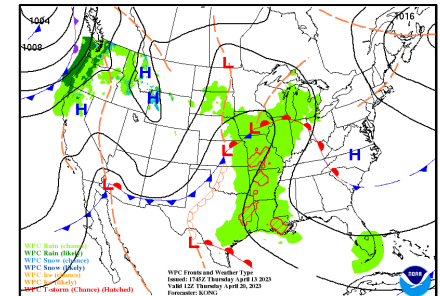 1004
1008
1016
L
H
H
H
L
L
L
H
L
L
WPC Rain (chance)
WPC Rain (likely)
WPC Snow (chance)
WPC Snow (likely)
WPC Ice (chance)
WPC Ice (likely)
WPC T-storm (Chance) (Hatched)
WPC Fronts and Weather Type
Issued: 1745Z Thursday April 13 2023
Valid 12Z Thursday April 20, 2023
Forecaster: KONG
NOAA